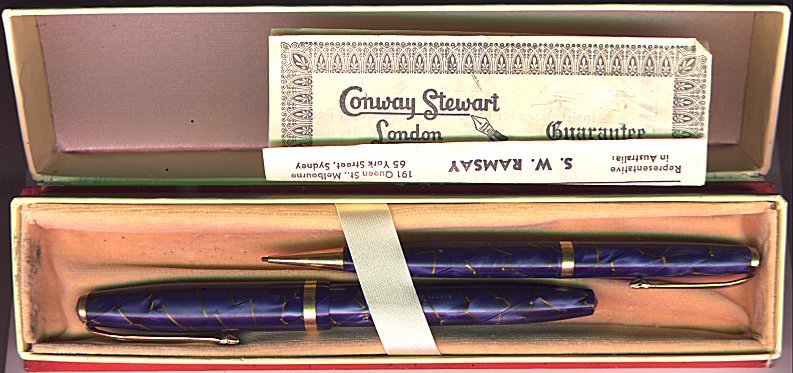 Conway Stewart
London
Guarantee
Representative
in Australia:
S. W. RAMSAY
191 Queen St., Melbourne
65 York Street, Sydney